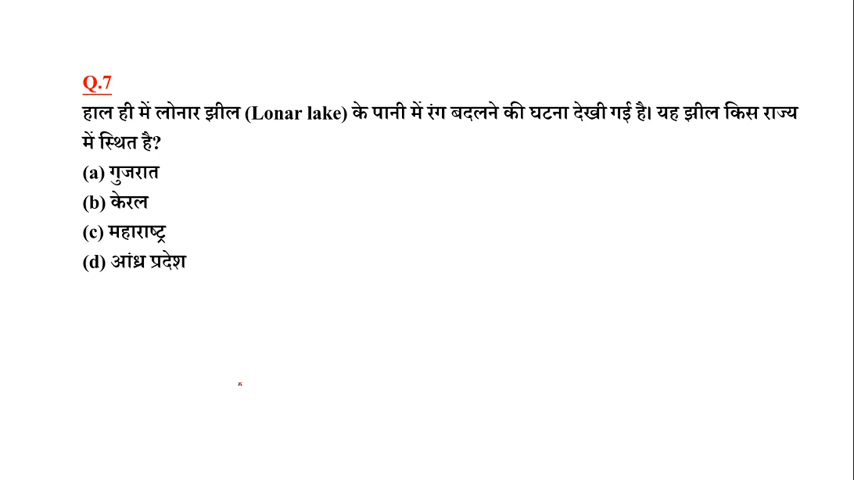 Q.7
हाल ही में लोनार झील (Lonar lake) के पानी में रंग बदलने की घटना देखी गई है। यह झील किस राज्य
में स्थित है?
(a) गुजरात
(b) केरल
(c) महाराष्ट्र
(d) आंध्र प्रदेश